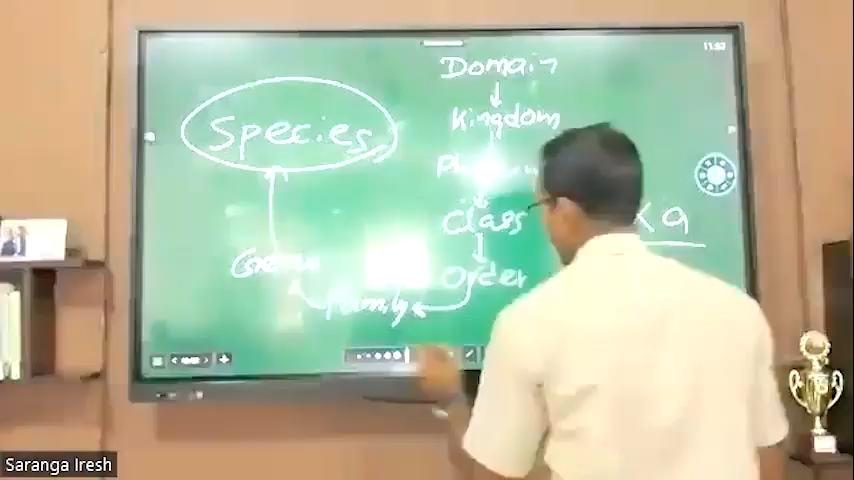 11:52
Domain
Kingdom
Species
Class
Order
Family
Saranga Iresh